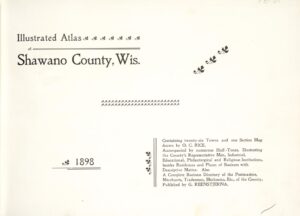 Illustrated Atlas
of
Shawano County, Wis.
Containing twenty-six Towns and one Section Map
drawn by D. C. RICE.
Accompanied by numerous Half-Tones, Illustrating
the County's Representative Men, Industrial,
Educational, Philanthropical and Religious Institutions,
besides Residences and Places of Business with
Descriptive Matter. Also
A Complete Business Directory of the Postmasters,
Merchants, Tradesmen, Mechanics, Etc., of the County;
Published by G. REENSTJERNA.
1898